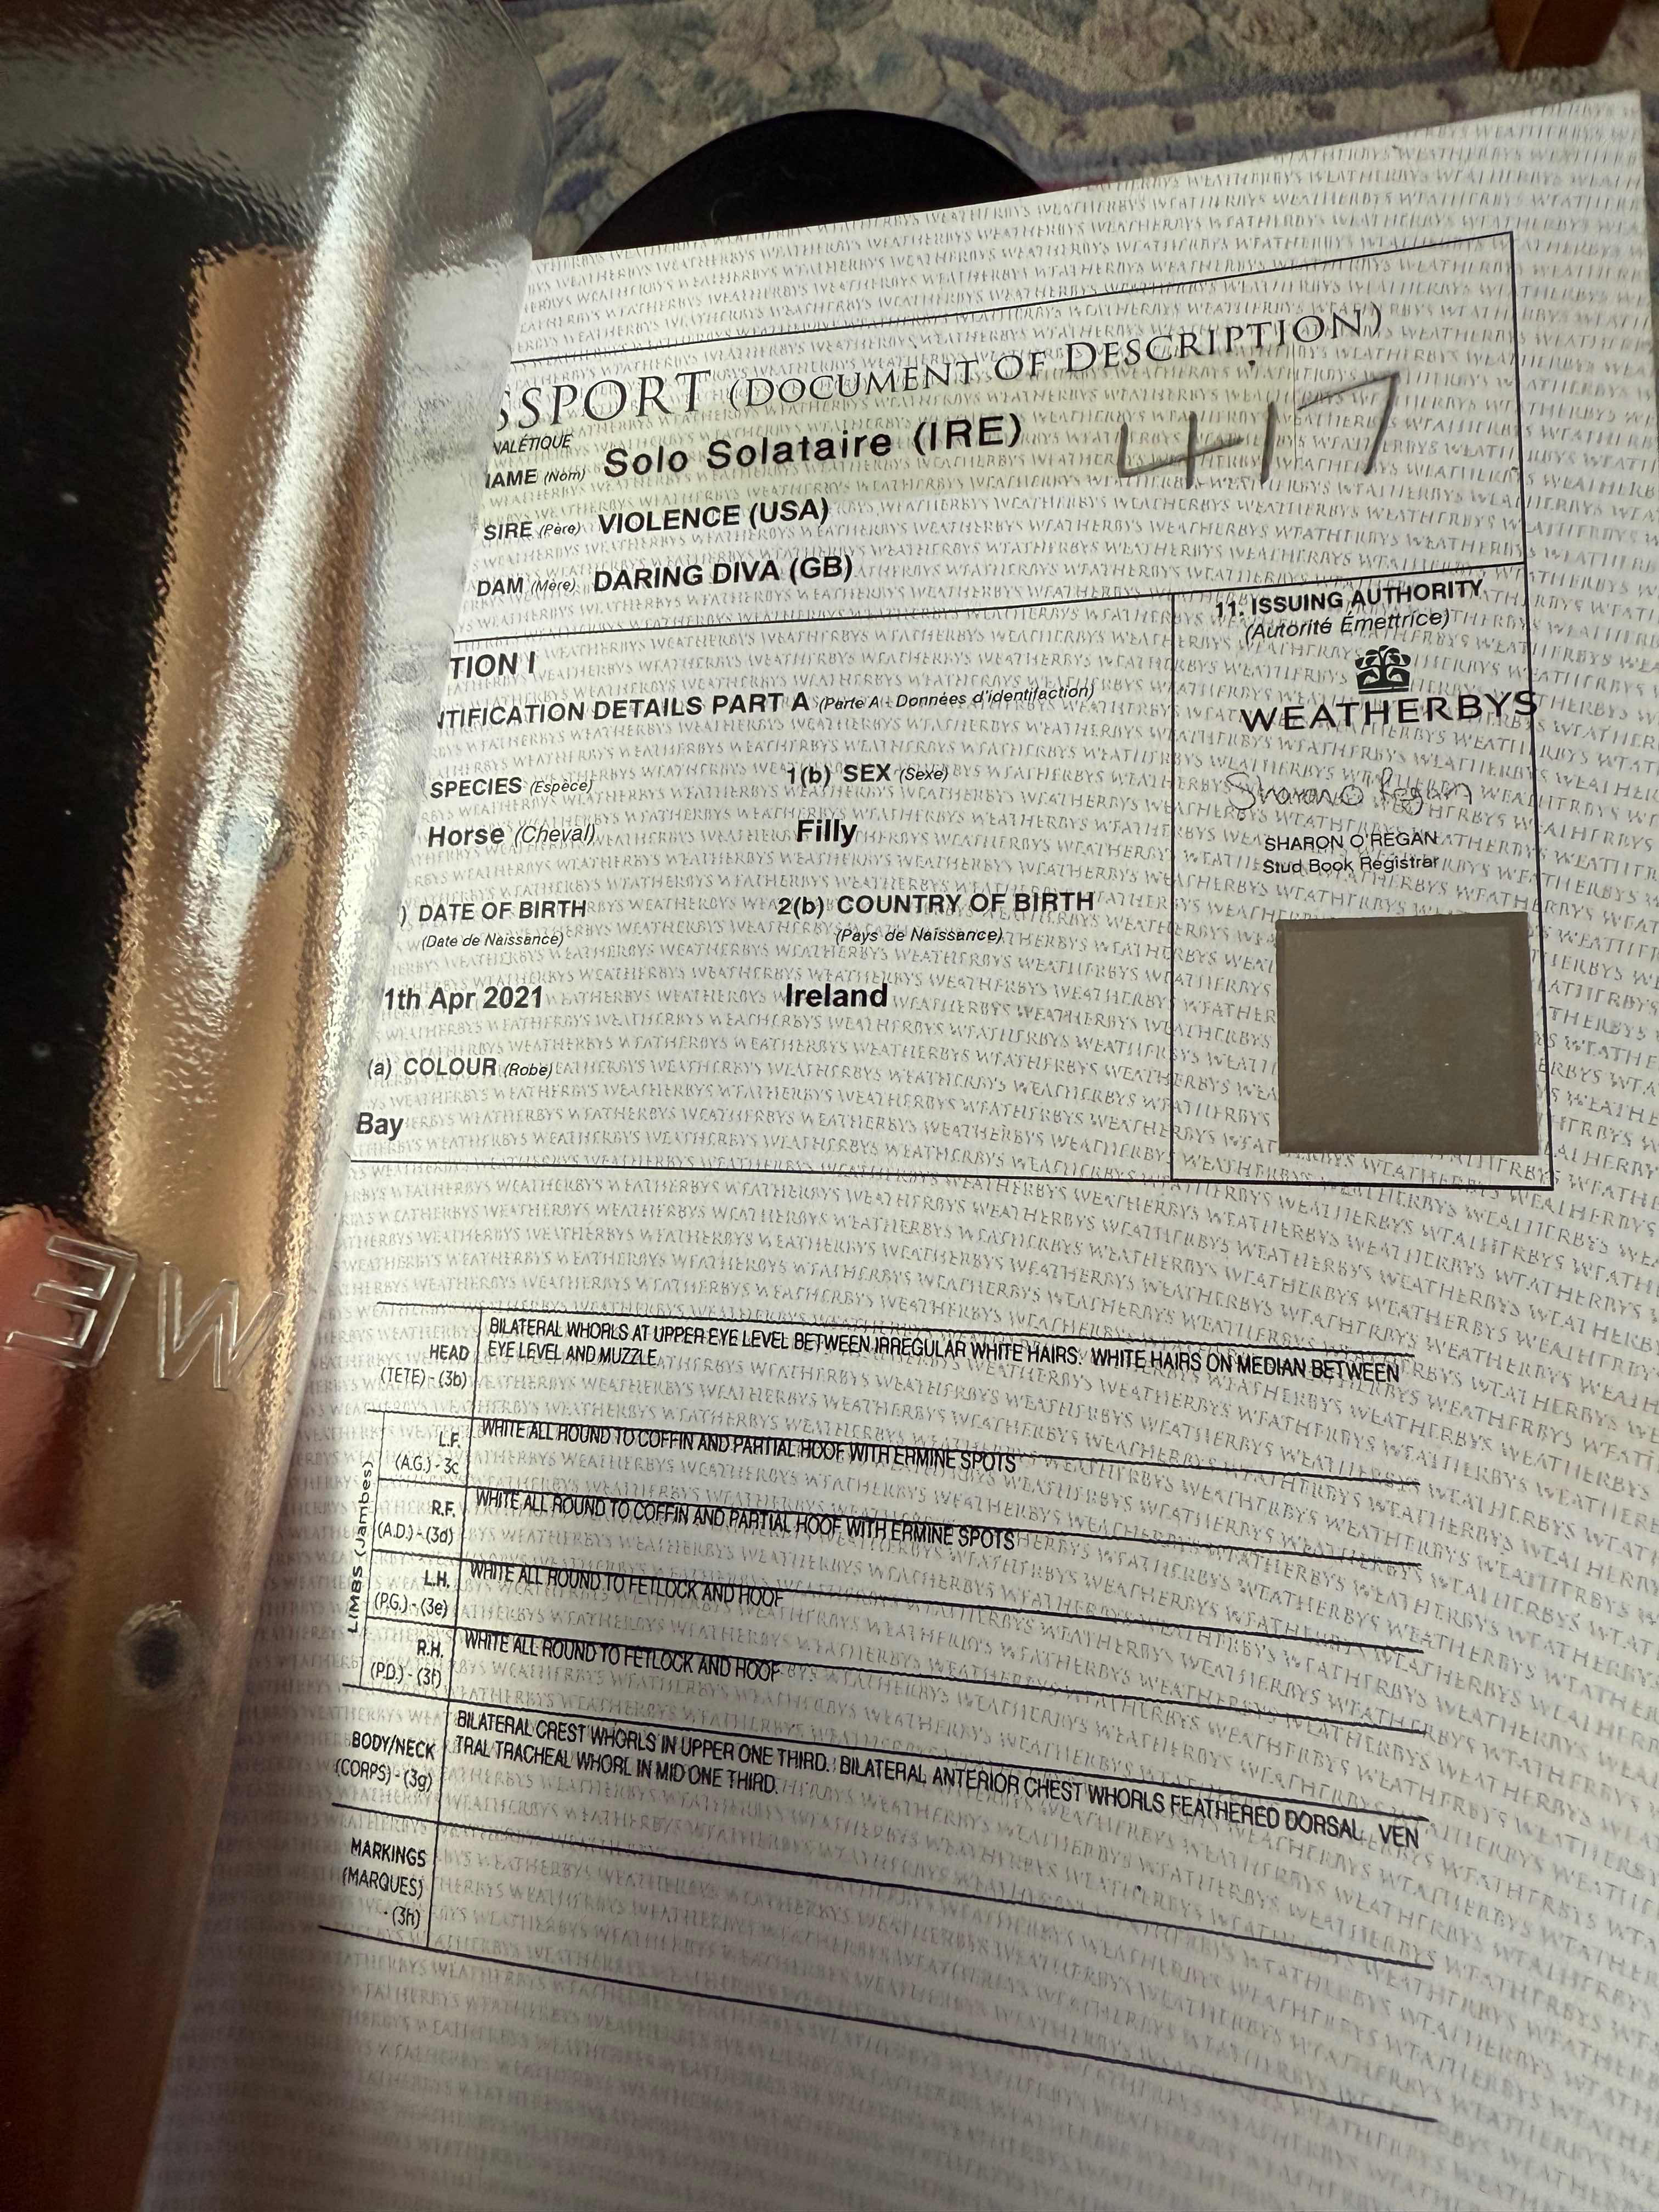 SSPORT (DOCUMENT OF DESCRIPTION)
NALÉTIQUE
417
NAME (Nom) Solo Solataire (IRE)
SIRE (Père) VIOLENCE (USA)
DAM (Mère) DARING DIVA (GB)
11. ISSUING AUTHORITY
(Autorité Émettrice)
WEATHERBYS
Sharon O'Regan
SHARON O'REGAN
Stud Book Registrar
TION I
NTIFICATION DETAILS PART A (Parte A - Données d'identifaction)
SPECIES (Espèce) 1(b) SEX (Sexe)
Horse (Cheval) Filly
) DATE OF BIRTH 2(b) COUNTRY OF BIRTH
(Date de Naissance) (Pays de Naissance)
1th Apr 2021 Ireland
(a) COLOUR (Robe)
Bay
WE
HEAD
(TETE) - (3b)
BILATERAL WHORLS AT UPPER EYE LEVEL BETWEEN IRREGULAR WHITE HAIRS. WHITE HAIRS ON MEDIAN BETWEEN
EYE LEVEL AND MUZZLE
LIMBS (Jambes)
L.F.
(A.G.) - 3c
WHITE ALL ROUND TO COFFIN AND PARTIAL HOOF WITH ERMINE SPOTS
R.F.
(A.D.) - (3d)
WHITE ALL ROUND TO COFFIN AND PARTIAL HOOF WITH ERMINE SPOTS
L.H.
(P.G.) - (3e)
WHITE ALL ROUND TO FETLOCK AND HOOF
R.H.
(P.D.) - (3f)
WHITE ALL ROUND TO FETLOCK AND HOOF
BODY/NECK
(CORPS) - (3g)
BILATERAL CREST WHORLS IN UPPER ONE THIRD. BILATERAL ANTERIOR CHEST WHORLS FEATHERED DORSAL. VEN
TRAL TRACHEAL WHORL IN MID ONE THIRD.
MARKINGS
(MARQUES)
- (3h)